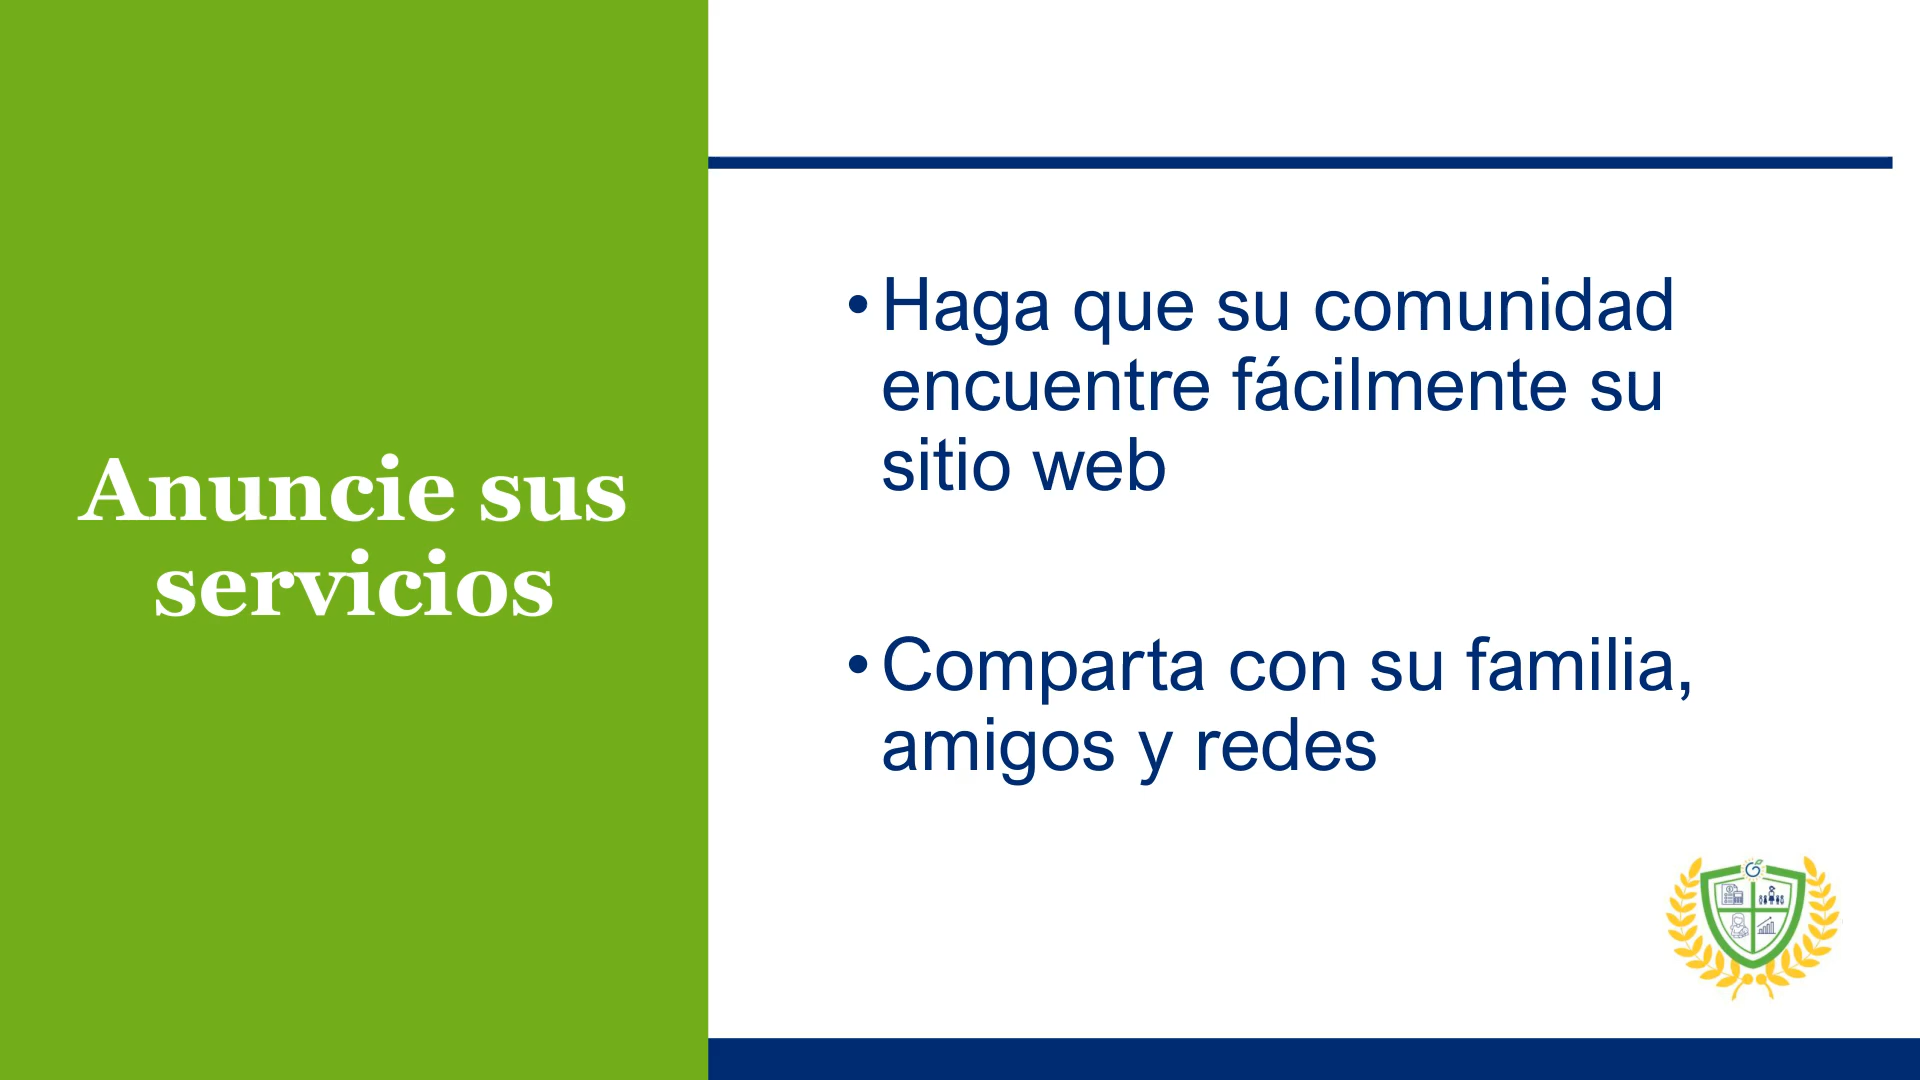 Anuncie sus
servicios
• Haga que su comunidad
encuentre fácilmente su
sitio web
• Comparta con su familia,
amigos y redes